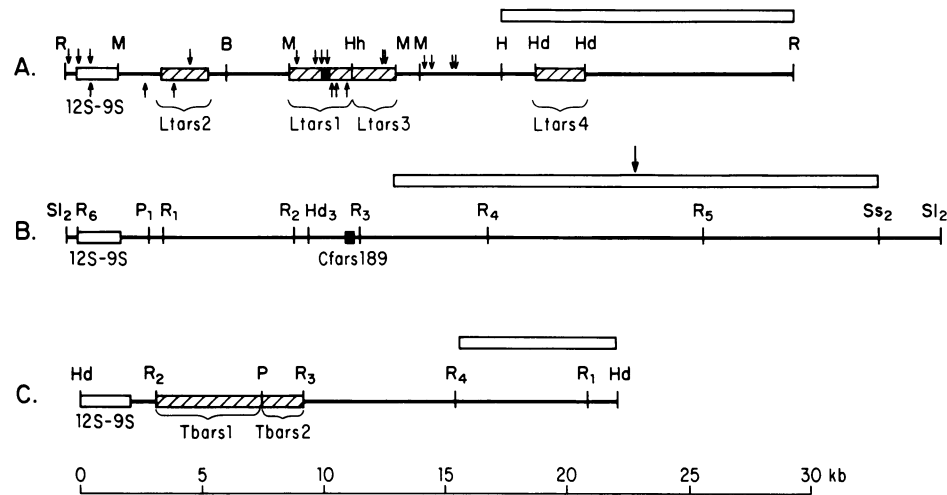 R M B M Hh M M H Hd Hd R
A.
12S-9S
Ltars2 Ltars1 Ltars3 Ltars4
Sl₂ R₆ P₁ R₁ R₂ Hd₃ R₃ R₄ R₅ Ss₂ Sl₂
B.
12S-9S Cfars189
Hd R₂ P R₃ R₄ R₁ Hd
C.
12S-9S Tbars1 Tbars2
0 5 10 15 20 25 30 kb